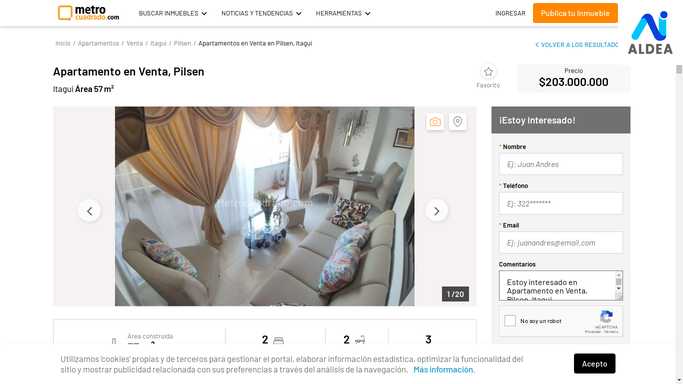 metro
cuadrado.com
BUSCAR INMUEBLES
NOTICIAS Y TENDENCIAS
HERRAMIENTAS
INGRESAR
Publica tu inmueble
AI
ALDEA
Inicio / Apartamentos / Venta / Itagui / Pilsen / Apartamentos en Venta en Pilsen, Itagui
< VOLVER A LOS RESULTADO
Apartamento en Venta, Pilsen
Itagui Área 57 m²
Favorito
Precio
$203.000.000
¡Estoy Interesado!
* Nombre
Ej: Juan Andres
* Teléfono
Ej: 322*******
* Email
Ej: juanandres@email.com
Comentarios
Estoy interesado en
Apartamento en Venta,
Pilsen, Itagui
No soy un robot
reCAPTCHA
Privacidad - Términos
1 / 20
Área construida
2
2
3
Utilizamos 'cookies' propias y de terceros para gestionar el portal, elaborar información estadística, optimizar la funcionalidad del
sitio y mostrar publicidad relacionada con sus preferencias a través del análisis de la navegación. Más información.
Acepto